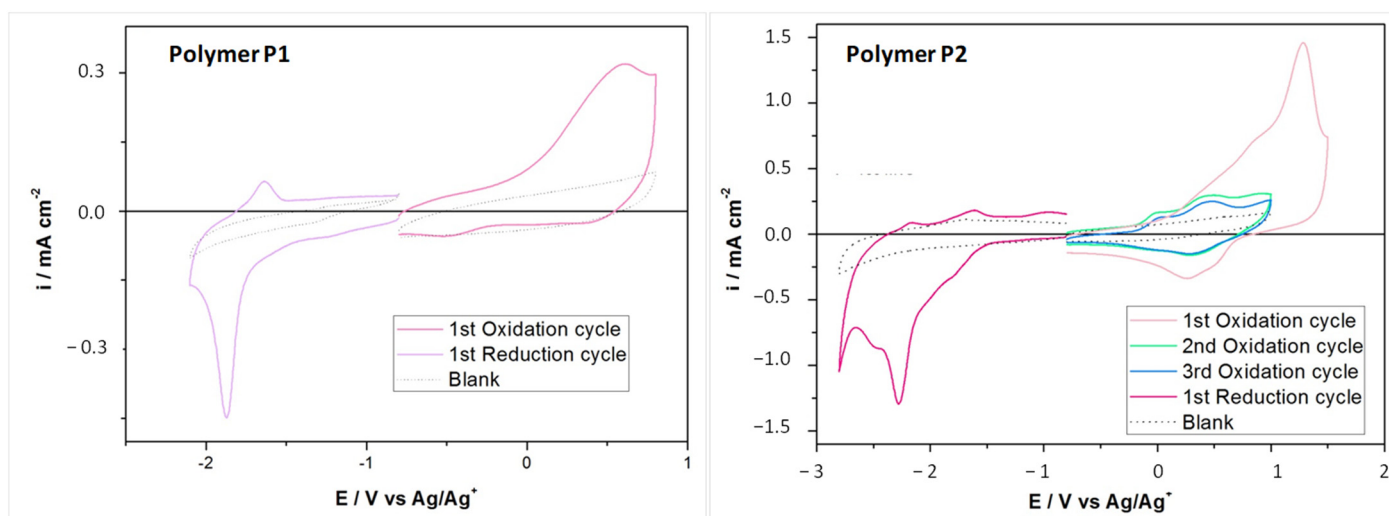 Polymer P1
0.3
0.0
−0.3
i / mA cm-2
1st Oxidation cycle
1st Reduction cycle
Blank
−2
−1
0
1
E / V vs Ag/Ag+
Polymer P2
1.5
1.0
0.5
0.0
−0.5
−1.0
−1.5
i / mA cm-2
1st Oxidation cycle
2nd Oxidation cycle
3rd Oxidation cycle
1st Reduction cycle
Blank
−3
−2
−1
0
1
2
E / V vs Ag/Ag+